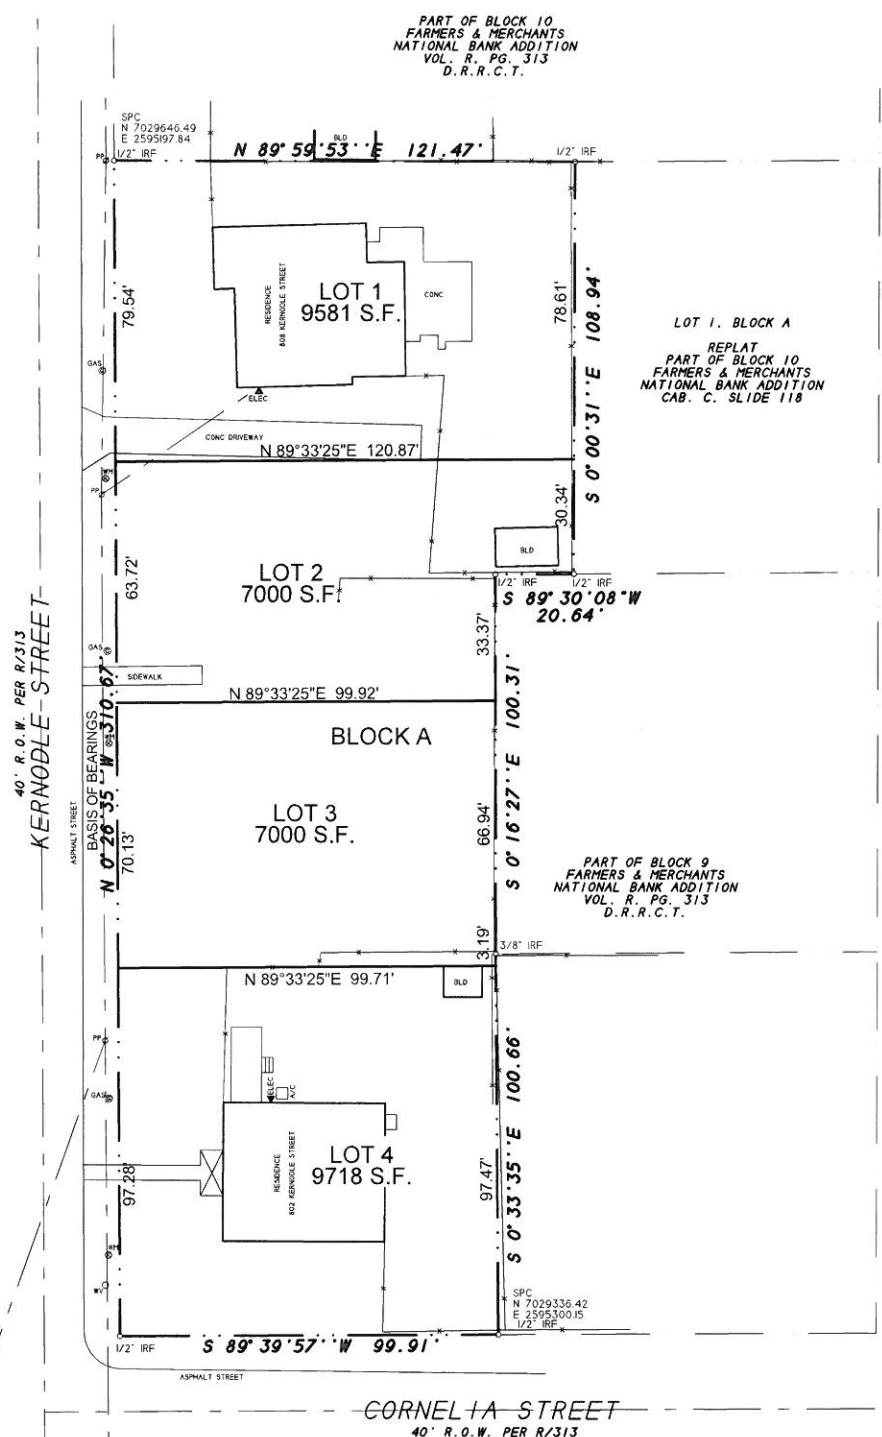 PART OF BLOCK 10
FARMERS & MERCHANTS
NATIONAL BANK ADDITION
VOL. R. PG. 313
D.R.R.C.T.
SPC
N 7029646.49
E 2595197.84
PP
1/2" IRF
N 89°59'53''E 121.47'
BLD
1/2" IRF
79.54'
RESIDENCE
808 KERNODLE STREET
LOT 1
9581 S.F.
CONC
78.61'
S 0°00'31''E 108.94'
LOT 1. BLOCK A
REPLAT
PART OF BLOCK 10
FARMERS & MERCHANTS
NATIONAL BANK ADDITION
CAB. C. SLIDE 118
GAS
ELEC
CONC DRIVEWAY
N 89°33'25"E 120.87'
WM
PP
30.34'
BLD
63.72'
LOT 2
7000 S.F.
1/2" IRF
1/2" IRF
S 89°30'08"W
20.64'
33.37'
GAS
SIDEWALK
N 89°33'25"E 99.92'
40' R.O.W. PER R/313
KERNODLE STREET
ASPHALT STREET
BASIS OF BEARINGS
N 0°26'35''W 310.67'
BLOCK A
S 0°16'27''E 100.31'
LOT 3
7000 S.F.
70.13'
66.94'
PART OF BLOCK 9
FARMERS & MERCHANTS
NATIONAL BANK ADDITION
VOL. R. PG. 313
D.R.R.C.T.
3.19'
3/8" IRF
N 89°33'25"E 99.71'
BLD
PP
GAS
ELEC
A/C
S 0°33'35''E 100.66'
RESIDENCE
802 KERNODLE STREET
LOT 4
9718 S.F.
97.28'
97.47'
WM
WV
SPC
N 7029336.42
E 2595300.15
1/2" IRF
1/2" IRF
S 89°39'57''W 99.91'
ASPHALT STREET
CORNELIA STREET
40' R.O.W. PER R/313